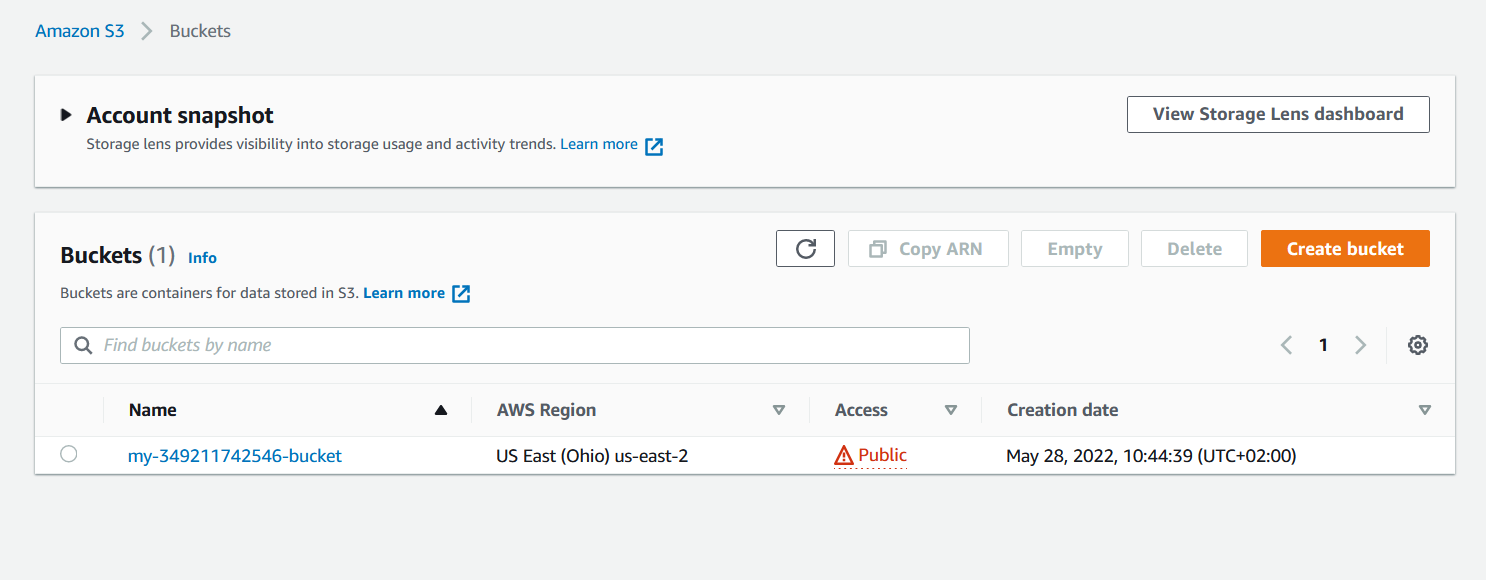 Amazon S3 Buckets
Account snapshot
View Storage Lens dashboard
Storage lens provides visibility into storage usage and activity trends. Learn more
Buckets (1) Info
Copy ARN Empty Delete Create bucket
Buckets are containers for data stored in S3. Learn more
Find buckets by name
1
Name AWS Region Access Creation date
my-349211742546-bucket US East (Ohio) us-east-2 Public May 28, 2022, 10:44:39 (UTC+02:00)